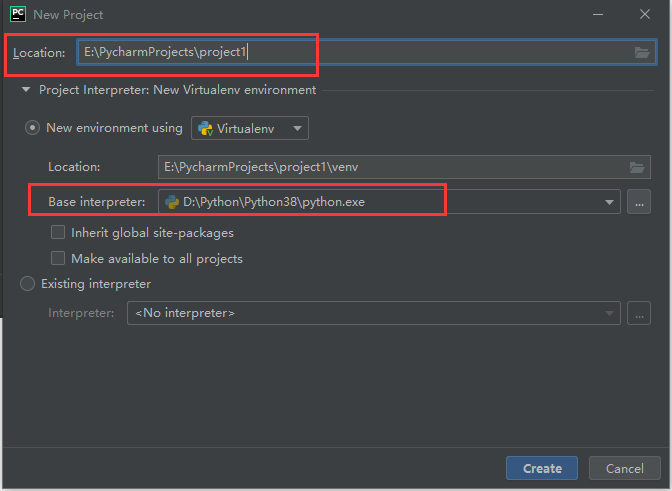 PC New Project
Location: E:\PycharmProjects\project1
Project Interpreter: New Virtualenv environment
New environment using Virtualenv
Location: E:\PycharmProjects\project1\venv
Base interpreter: D:\Python\Python38\python.exe ...
Inherit global site-packages
Make available to all projects
Existing interpreter
Interpreter: <No interpreter> ...
Create Cancel